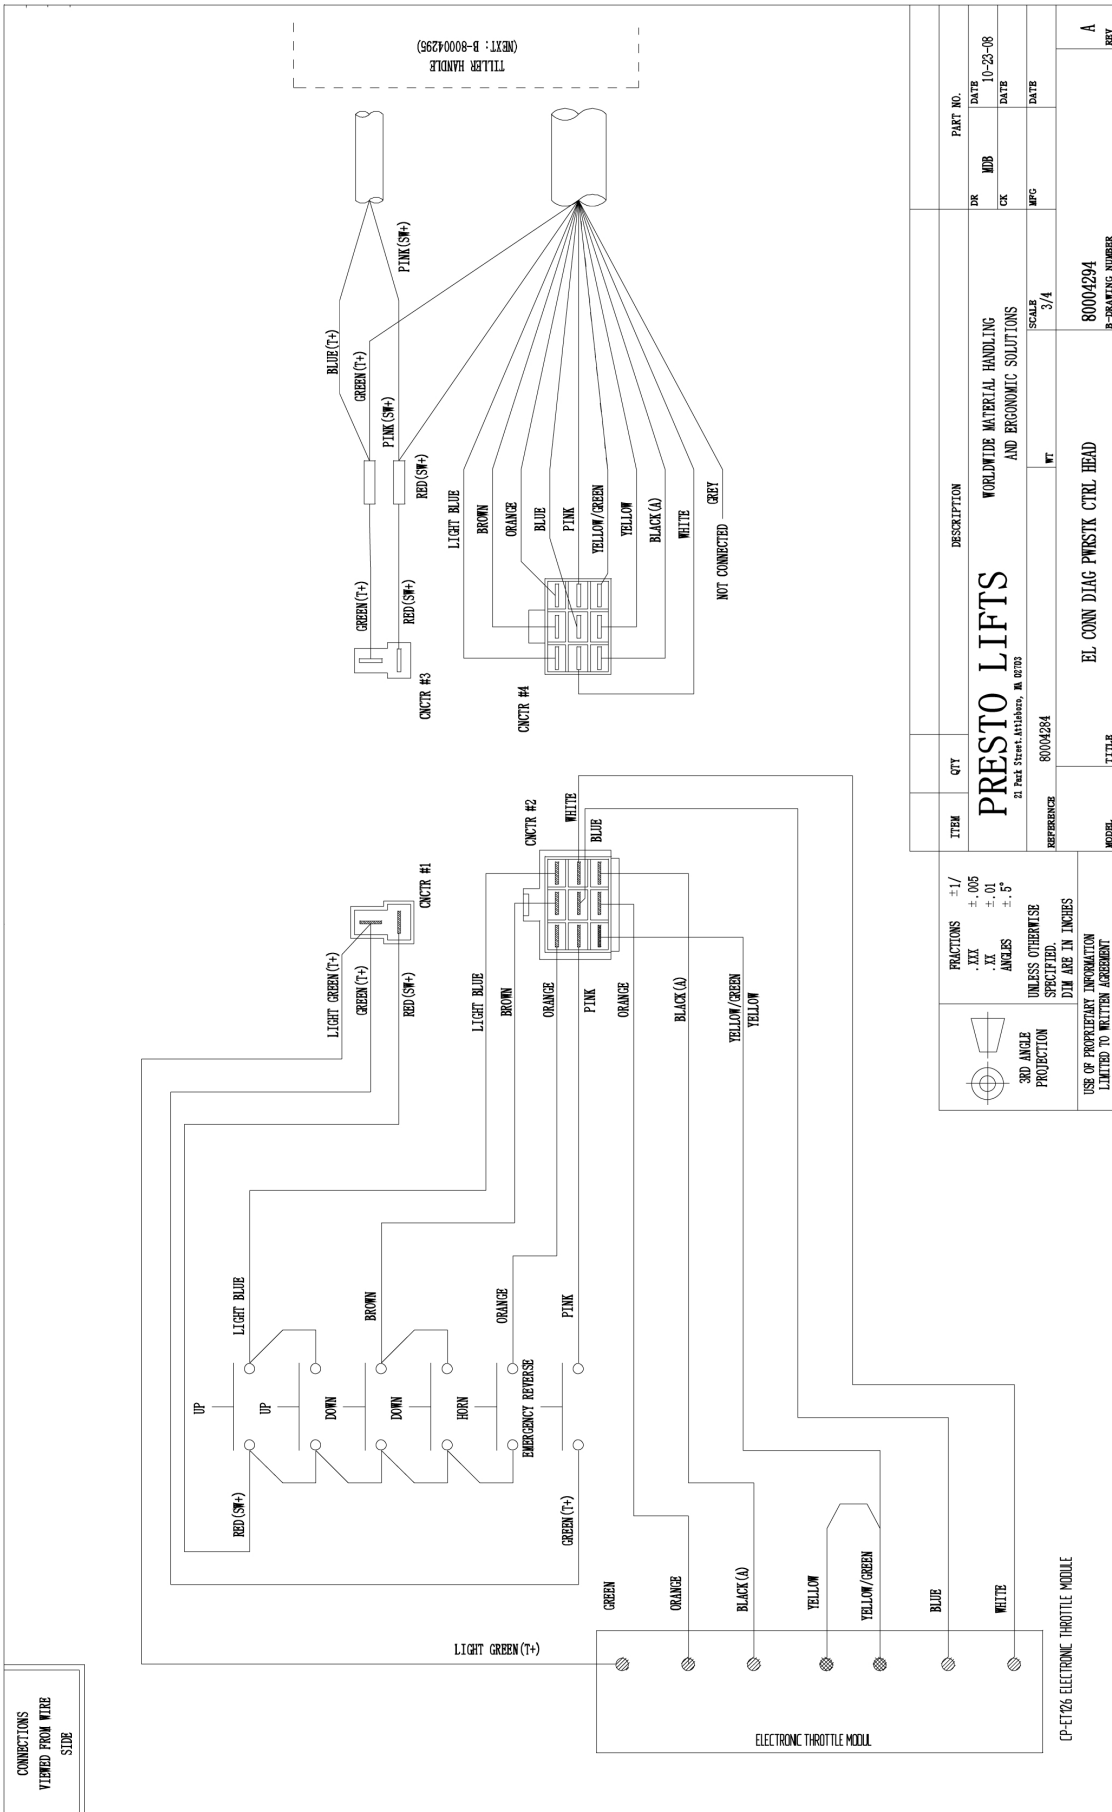 CONNECTIONS
VIEWED FROM WIRE
SIDE
TILLER HANDLE
(NEXT: B-80004295)
BLUE(T+)
GREEN(T+)
PINK(SW+)
PINK(SW+)
RED(SW+)
GREEN(T+)
RED(SW+)
CNCTR #3
LIGHT BLUE
BROWN
ORANGE
BLUE
PINK
YELLOW/GREEN
YELLOW
BLACK(A)
WHITE
GREY
NOT CONNECTED
CNCTR #4
CNCTR #1
LIGHT GREEN(T+)
GREEN(T+)
RED(SW+)
CNCTR #2
WHITE
BLUE
LIGHT BLUE
BROWN
ORANGE
PINK
ORANGE
BLACK(A)
YELLOW/GREEN
YELLOW
UP
UP
DOWN
DOWN
HORN
EMERGENCY REVERSE
LIGHT BLUE
BROWN
ORANGE
PINK
RED(SW+)
GREEN(T+)
LIGHT GREEN(T+)
GREEN
ORANGE
BLACK(A)
YELLOW
YELLOW/GREEN
BLUE
WHITE
ELECTRONIC THROTTLE MODUL
CP-ET126 ELECTRONIC THROTTLE MODULE
3RD ANGLE
PROJECTION
FRACTIONS ±1/
.XXX ±.005
.XX ±.01
ANGLES ±.5°
UNLESS OTHERWISE
SPECIFIED.
DIM ARE IN INCHES
USE OF PROPRIETARY INFORMATION
LIMITED TO WRITTEN AGREEMENT
ITEM QTY DESCRIPTION PART NO.
PRESTO LIFTS
21 Park Street.Attleboro, MA 02703
WORLDWIDE MATERIAL HANDLING
AND ERGONOMIC SOLUTIONS
DR MDB DATE 10-23-08
CK DATE
MFG DATE
REFERENCE 80004284
WT
SCALE 3/4
MODEL
TITLE EL CONN DIAG PWRSTK CTRL HEAD
B-DRAWING NUMBER 80004294
REV A